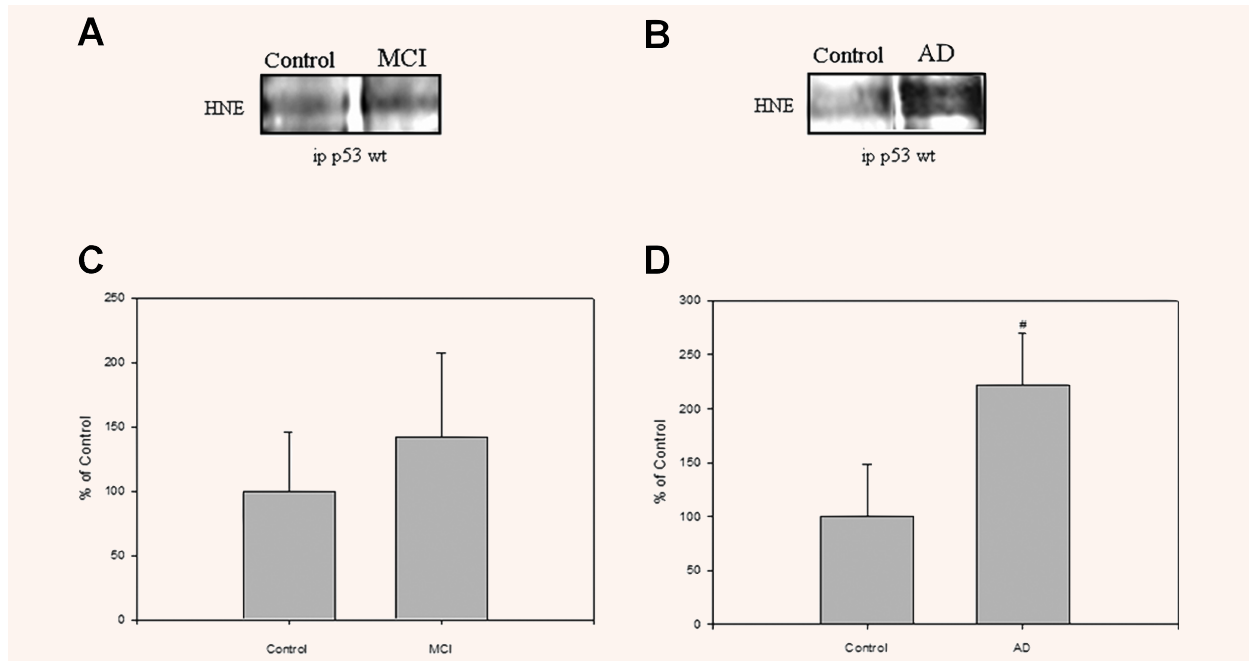 A
B
Control MCI
Control AD
HNE
HNE
ip p53 wt
ip p53 wt
C
D
250
200
150
100
50
0
% of Control
Control MCI
300
250
200
150
100
50
0
% of Control
#
Control AD